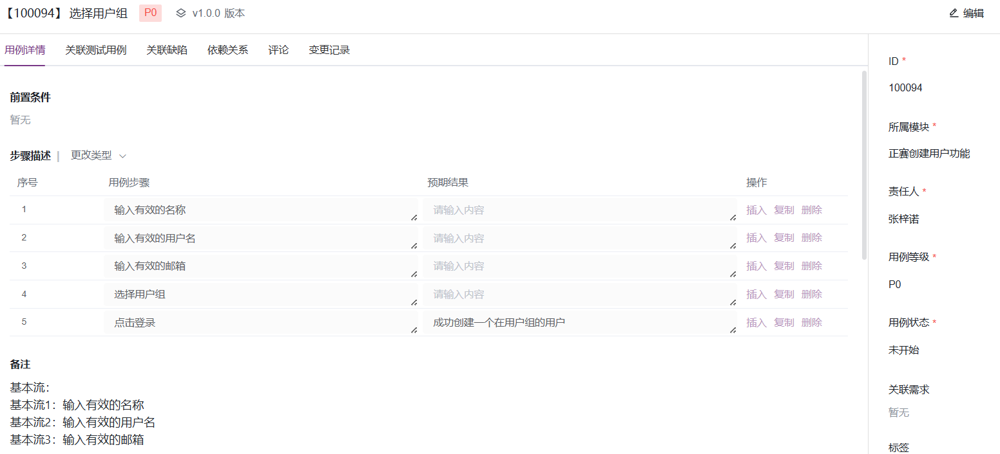 【100094】 选择用户组 P0 v1.0.0 版本 编辑
用例详情 关联测试用例 关联缺陷 依赖关系 评论 变更记录
前置条件
暂无
步骤描述 | 更改类型
序号 用例步骤 预期结果 操作
1 输入有效的名称 请输入内容 插入 复制 删除
2 输入有效的用户名 请输入内容 插入 复制 删除
3 输入有效的邮箱 请输入内容 插入 复制 删除
4 选择用户组 请输入内容 插入 复制 删除
5 点击登录 成功创建一个在用户组的用户 插入 复制 删除
备注
基本流：
基本流1：输入有效的名称
基本流2：输入有效的用户名
基本流3：输入有效的邮箱
ID *
100094
所属模块 *
正赛创建用户功能
责任人 *
张梓诺
用例等级 *
P0
用例状态 *
未开始
关联需求
暂无
标签